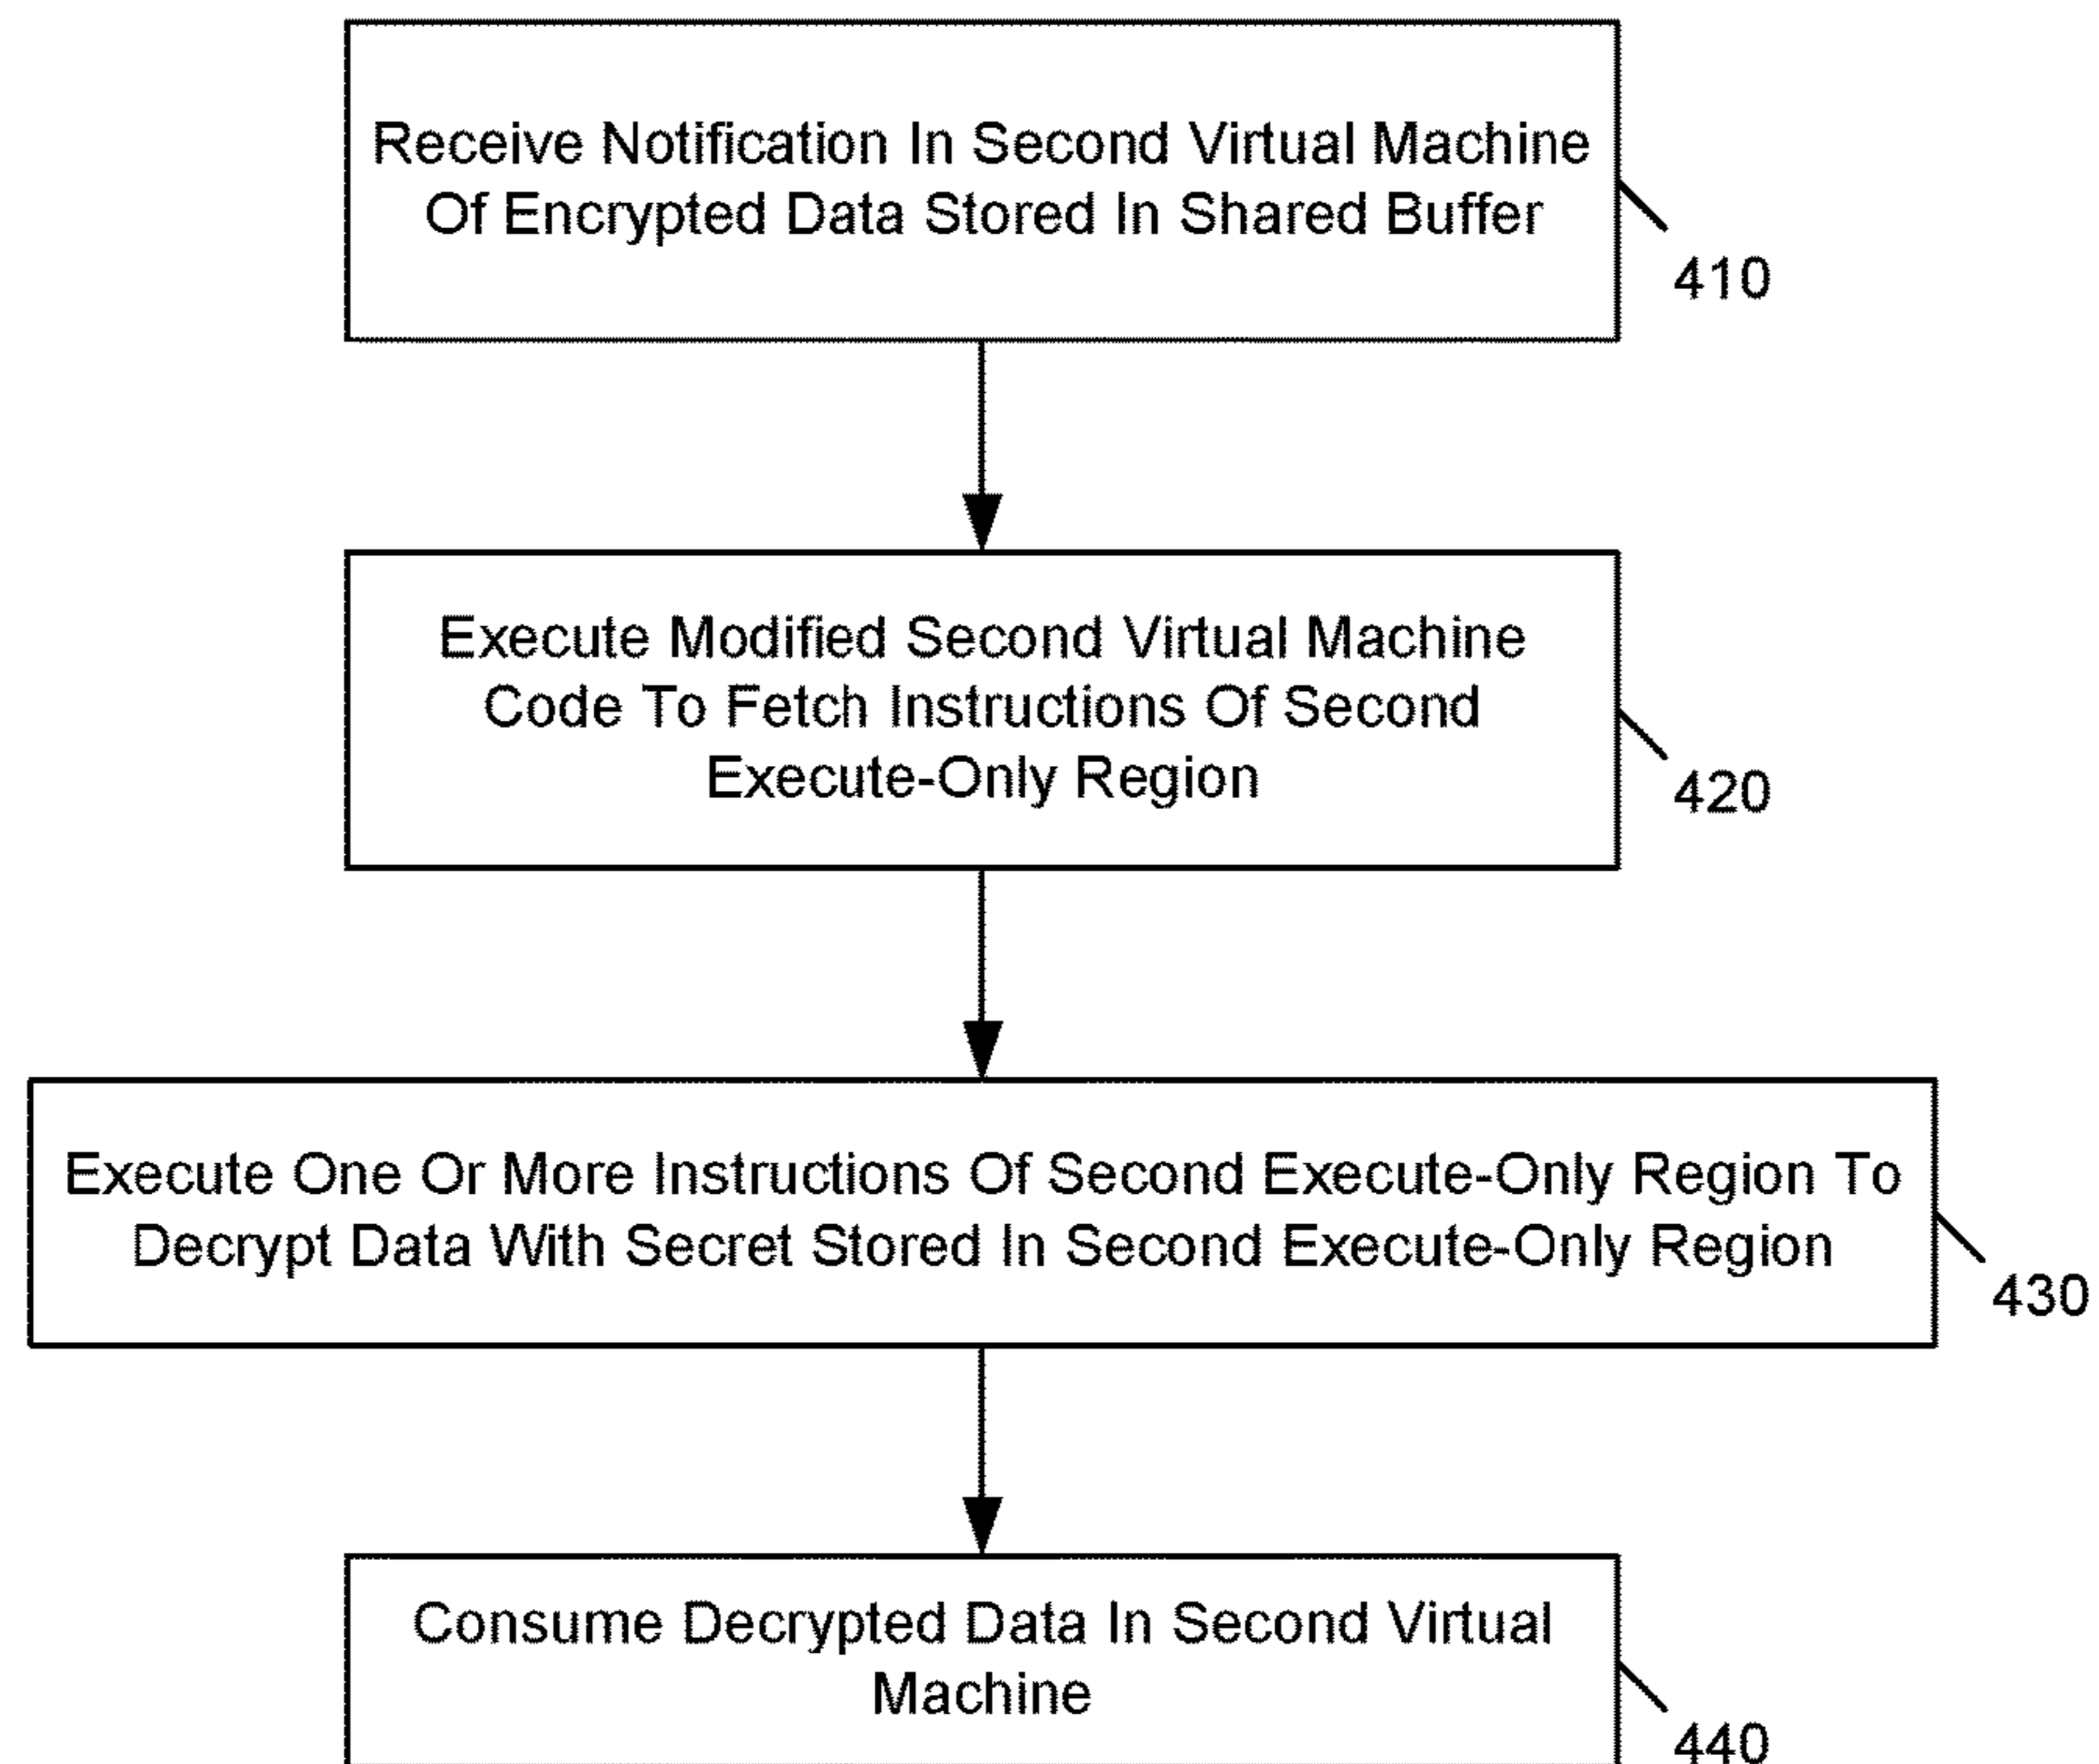 Receive Notification In Second Virtual Machine
Of Encrypted Data Stored In Shared Buffer
410
Execute Modified Second Virtual Machine
Code To Fetch Instructions Of Second
Execute-Only Region
420
Execute One Or More Instructions Of Second Execute-Only Region To
Decrypt Data With Secret Stored In Second Execute-Only Region
430
Consume Decrypted Data In Second Virtual
Machine
440